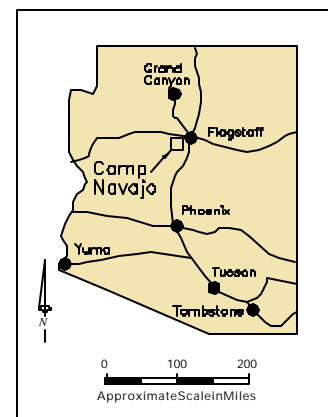 Grand
Canyon
Flagstaff
Camp
Navajo
Phoenix
Yuma
Tucson
Tombstone
N
0 100 200
ApproximateScaleinMiles